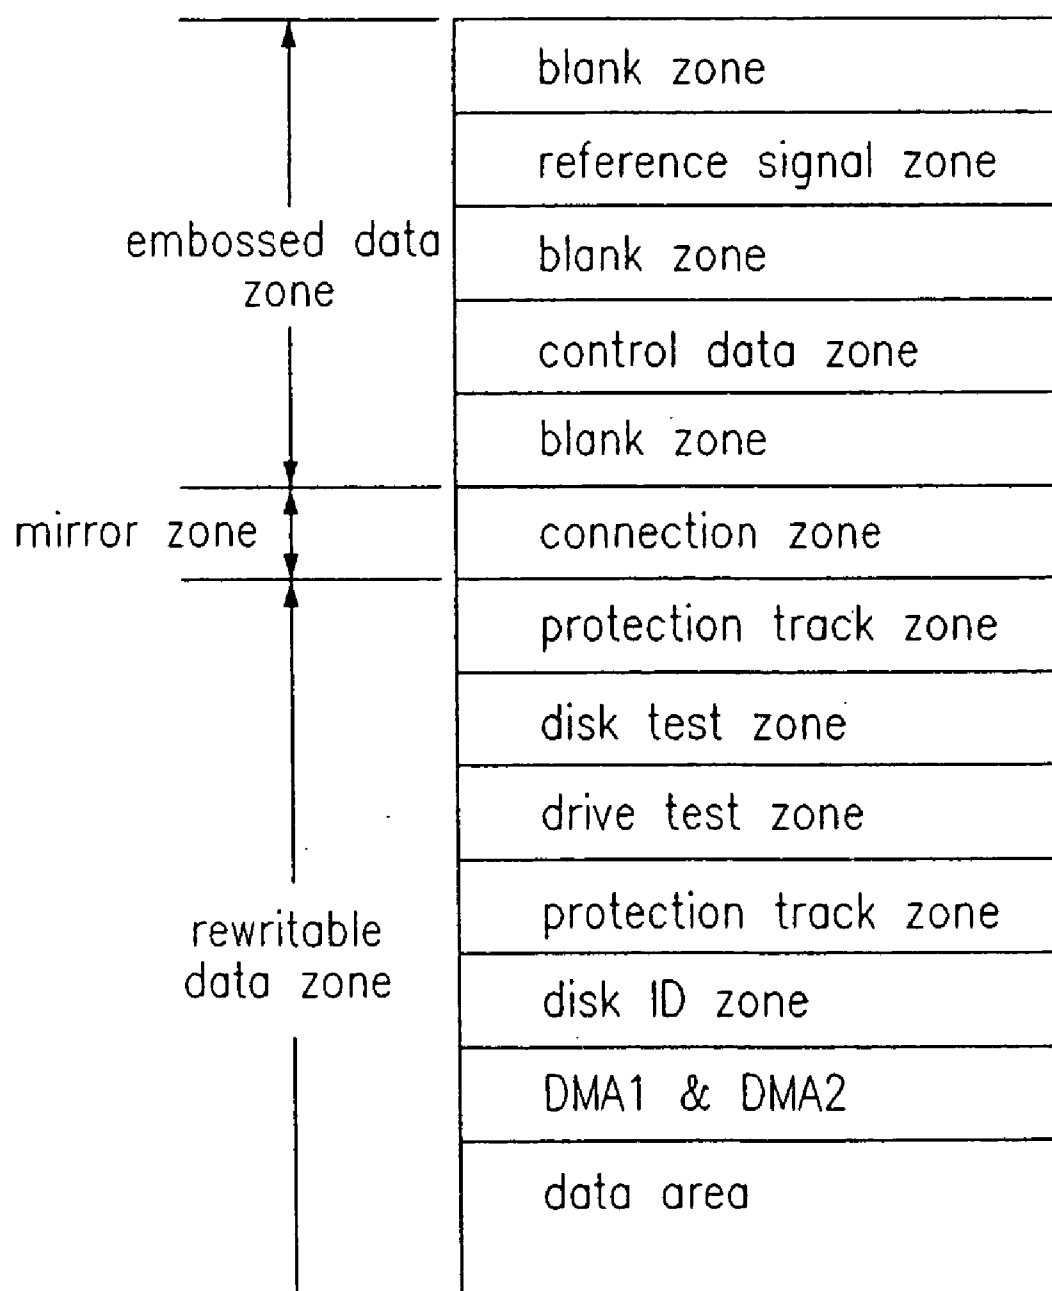 blank zone
reference signal zone
embossed data
zone
blank zone
control data zone
blank zone
mirror zone
connection zone
protection track zone
disk test zone
drive test zone
rewritable
data zone
protection track zone
disk ID zone
DMA1 & DMA2
data area